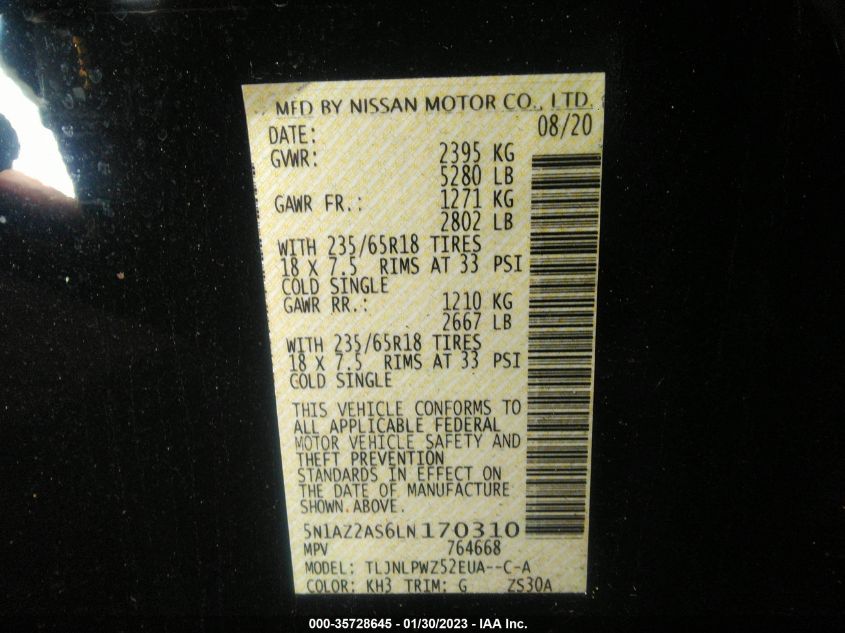 MFD BY NISSAN MOTOR CO., LTD.
DATE: 08/20
GVWR: 2395 KG
5280 LB
GAWR FR.: 1271 KG
2802 LB
WITH 235/65R18 TIRES
18 X 7.5 RIMS AT 33 PSI
COLD SINGLE
GAWR RR.: 1210 KG
2667 LB
WITH 235/65R18 TIRES
18 X 7.5 RIMS AT 33 PSI
COLD SINGLE
THIS VEHICLE CONFORMS TO
ALL APPLICABLE FEDERAL
MOTOR VEHICLE SAFETY AND
THEFT PREVENTION
STANDARDS IN EFFECT ON
THE DATE OF MANUFACTURE
SHOWN ABOVE.
5N1AZ2AS6LN170310
MPV 764668
MODEL: TLJNLPWZ52EUA--C-A
COLOR: KH3 TRIM: G ZS30A
000-35728645 - 01/30/2023 - IAA Inc.